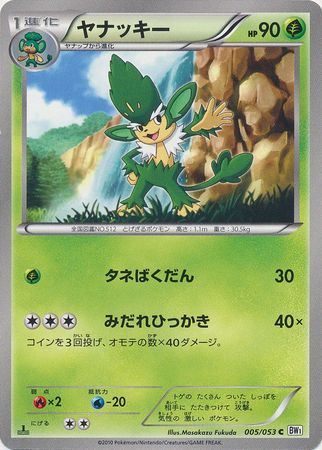 1進化
ヤナップから進化
ヤナッキー
HP90
全国図鑑NO.512 とげざるポケモン 高さ:1.1m 重さ:30.5kg
タネばくだん 30
みだれひっかき 40×
コインを3回投げ、オモテの数×40ダメージ。
弱点 抵抗力
×2 -20
にげる
トゲの たくさん ついた しっぽを
相手に たたきつけて 攻撃。
気性の 激しい ポケモン。
Illus.Masakazu Fukuda
005/053 C BW1
©2010 Pokémon/Nintendo/Creatures/GAME FREAK.